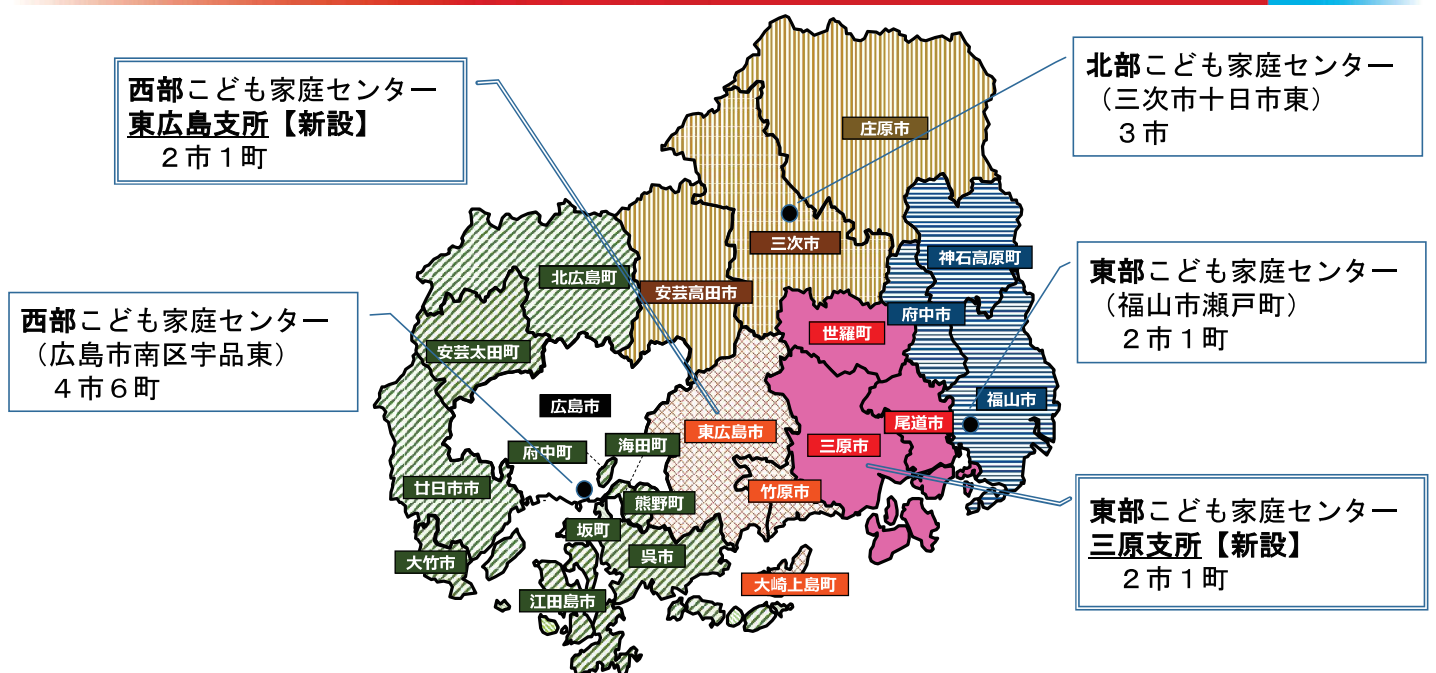 西部こども家庭センター
東広島支所【新設】
２市１町
北部こども家庭センター
（三次市十日市東）
３市
東部こども家庭センター
（福山市瀬戸町）
２市１町
西部こども家庭センター
（広島市南区宇品東）
４市６町
東部こども家庭センター
三原支所【新設】
２市１町
庄原市
三次市
神石高原町
北広島町
安芸高田市
府中市
世羅町
安芸太田町
福山市
広島市
尾道市
東広島市
三原市
府中町
海田町
廿日市市
竹原市
熊野町
坂町
呉市
大竹市
大崎上島町
江田島市